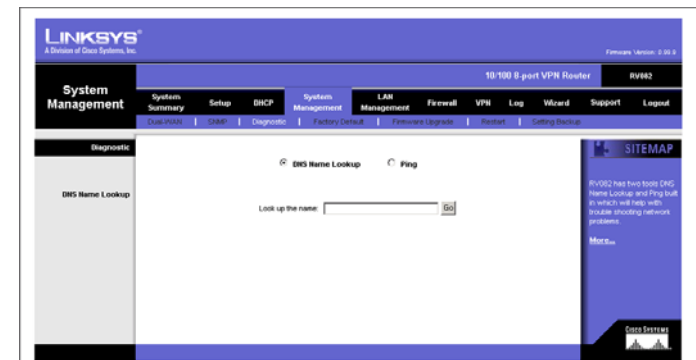 LINKSYS®
A Division of Cisco Systems, Inc.
Firmware Version: 0.00.0
10/100 8-port VPN Router RV082
System Management
System Summary Setup DHCP System Management LAN Management Firewall VPN Log Wizard Support Logout
Dual-WAN | SNMP | Diagnostic | Factory Default | Firmware Upgrade | Restart | Setting Backup
Diagnostic
SITEMAP
DNS Name Lookup Ping
DNS Name Lookup
Look up the name: Go
RV082 has two tools DNS
Name Lookup and Ping built
in which will help with
trouble shooting network
problems.
More...
CISCO SYSTEMS